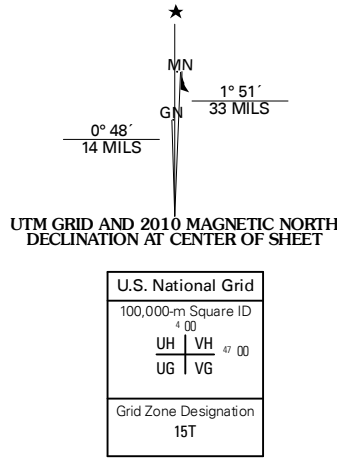 ★
MN
1° 51´
33 MILS
GN
0° 48´
14 MILS
UTM GRID AND 2010 MAGNETIC NORTH
DECLINATION AT CENTER OF SHEET
U.S. National Grid
100,000-m Square ID
4 00
UH VH 47 00
UG VG
Grid Zone Designation
15T